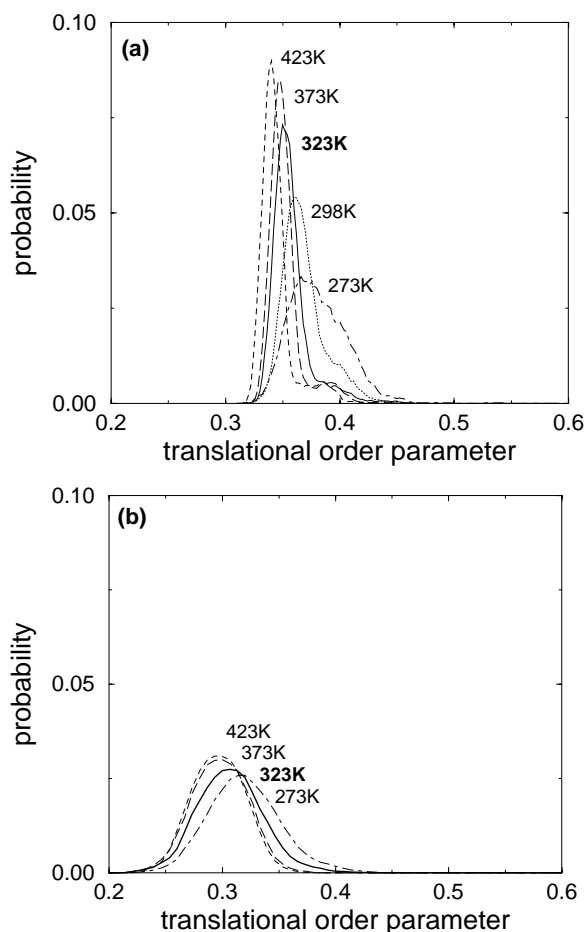 0.10
(a)
423K
373K
323K
298K
273K
0.05
0.00
probability
0.2 0.3 0.4 0.5 0.6
translational order parameter
0.10
(b)
423K
373K
323K
273K
0.05
0.00
probability
0.2 0.3 0.4 0.5 0.6
translational order parameter